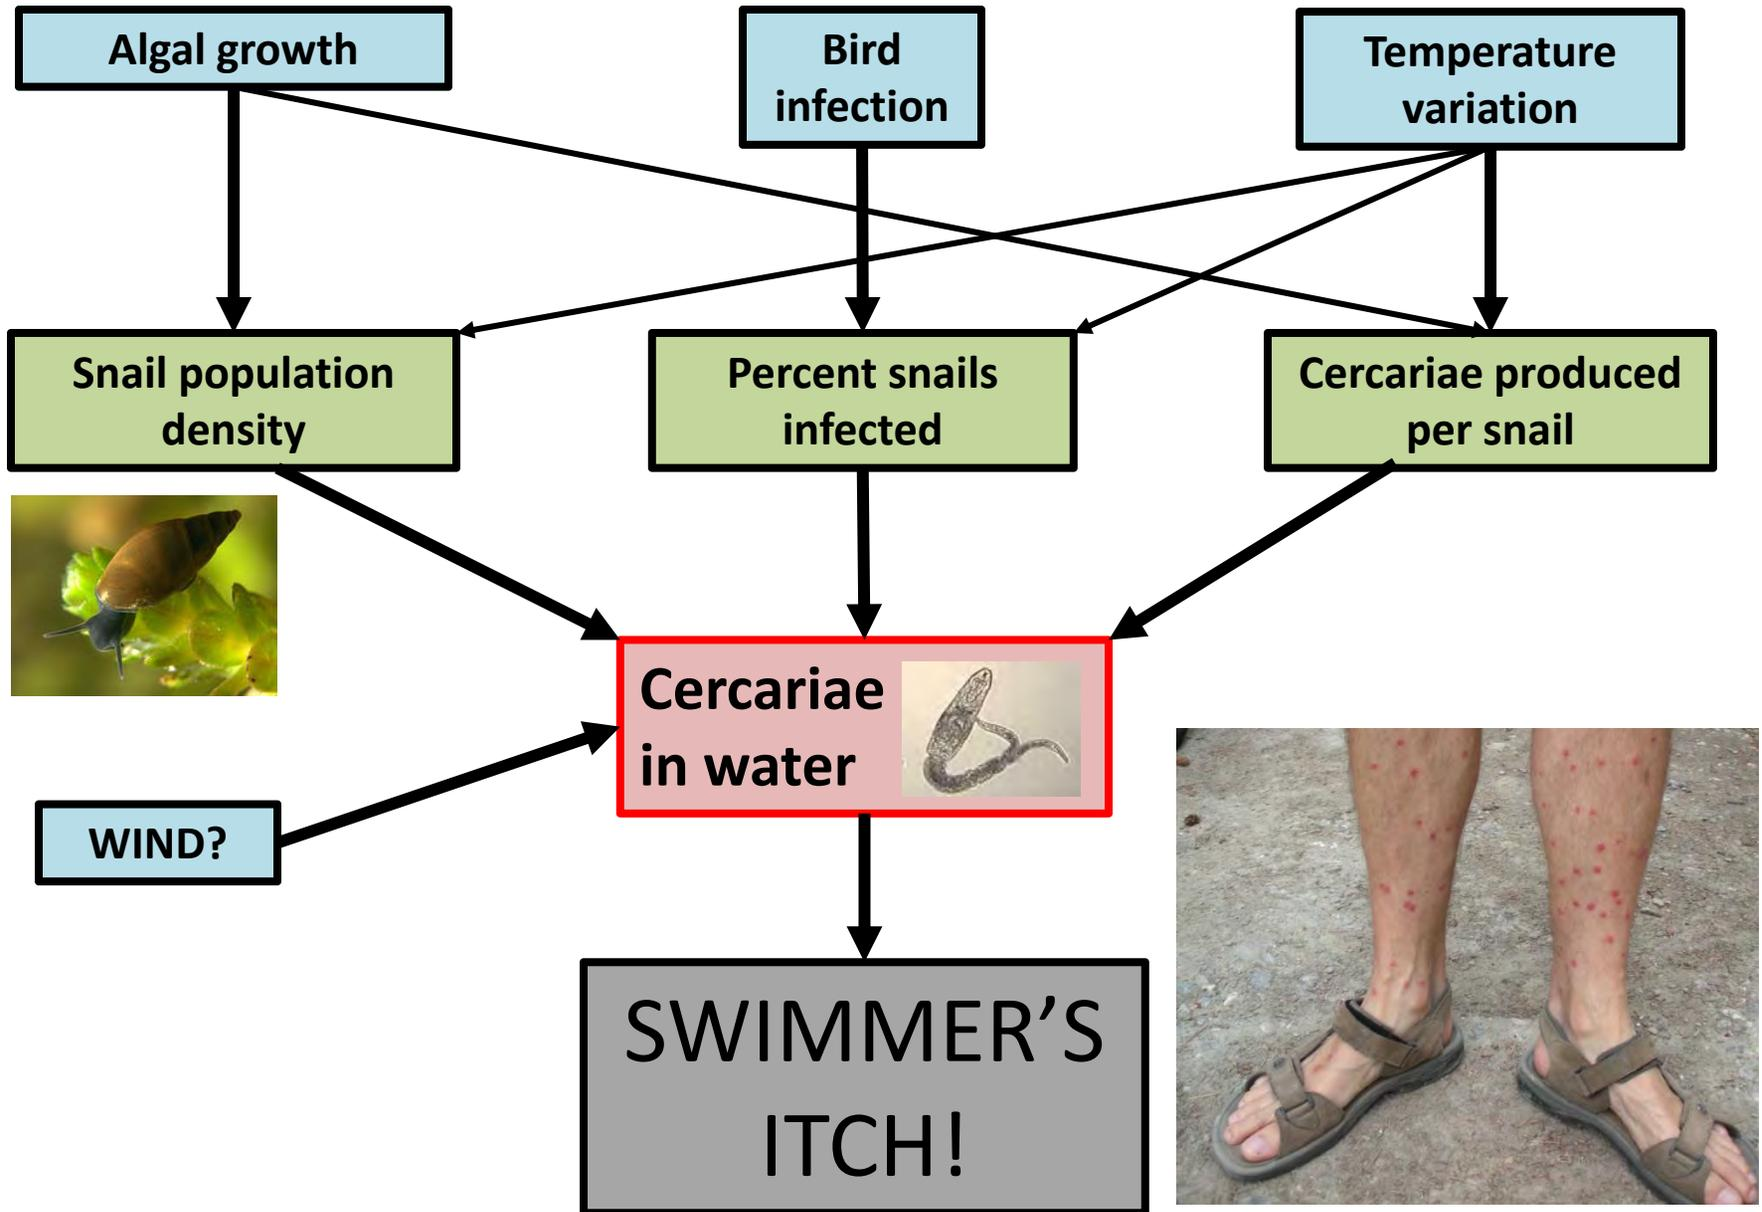 Algal growth
Bird
infection
Temperature
variation
Snail population
density
Percent snails
infected
Cercariae produced
per snail
Cercariae
in water
WIND?
SWIMMER’S
ITCH!